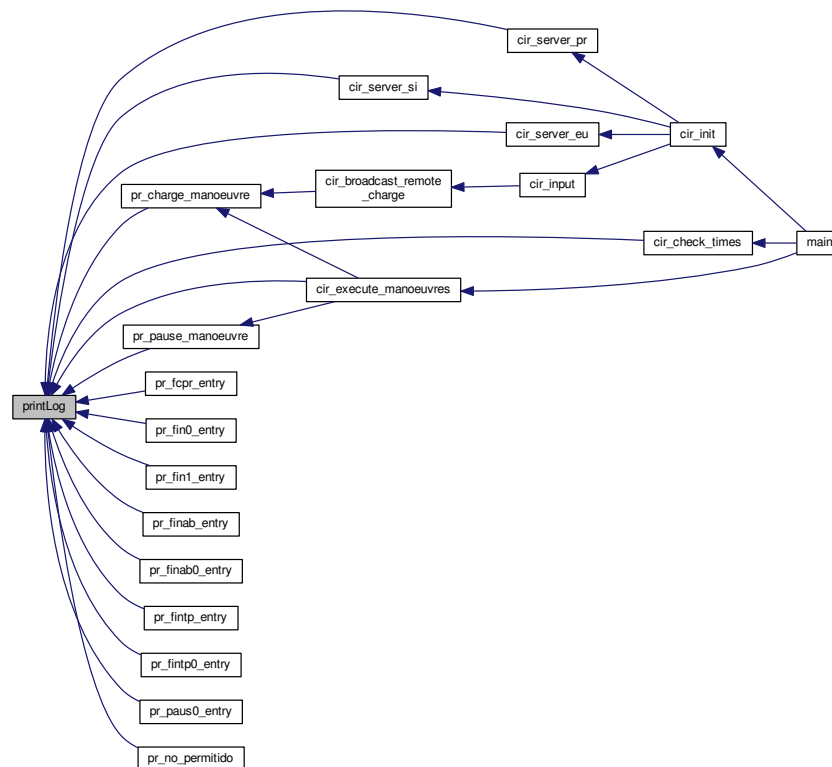 cir_server_pr
cir_server_si
cir_server_eu
cir_init
cir_broadcast_remote
_charge
cir_input
pr_charge_manoeuvre
cir_check_times
main
cir_execute_manoeuvres
pr_pause_manoeuvre
pr_fcpr_entry
printLog
pr_fin0_entry
pr_fin1_entry
pr_finab_entry
pr_finab0_entry
pr_fintp_entry
pr_fintp0_entry
pr_paus0_entry
pr_no_permitido